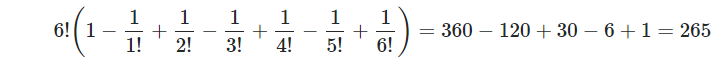 6!(1 − 1/1! + 1/2! − 1/3! + 1/4! − 1/5! + 1/6!) = 360 − 120 + 30 − 6 + 1 = 265